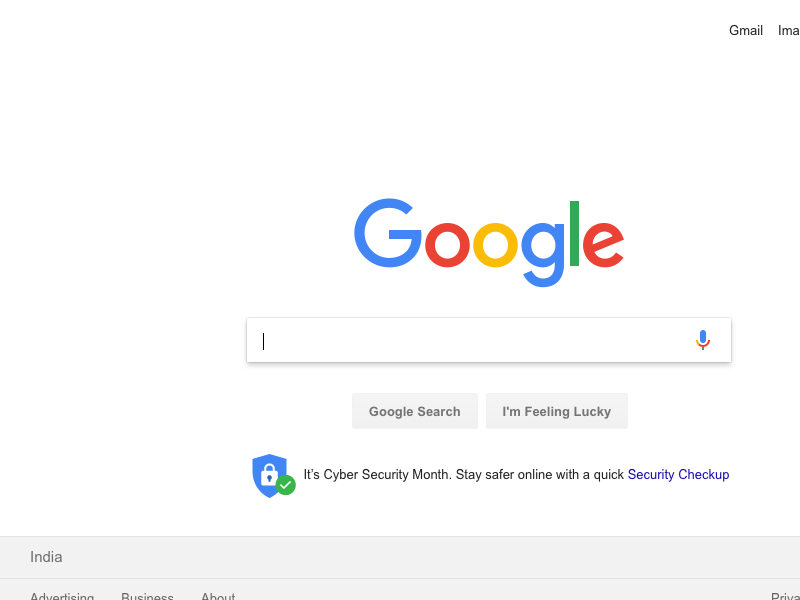 Gmail Ima
Google
Google Search I'm Feeling Lucky
It's Cyber Security Month. Stay safer online with a quick Security Checkup
India
Advertising Business About Priva